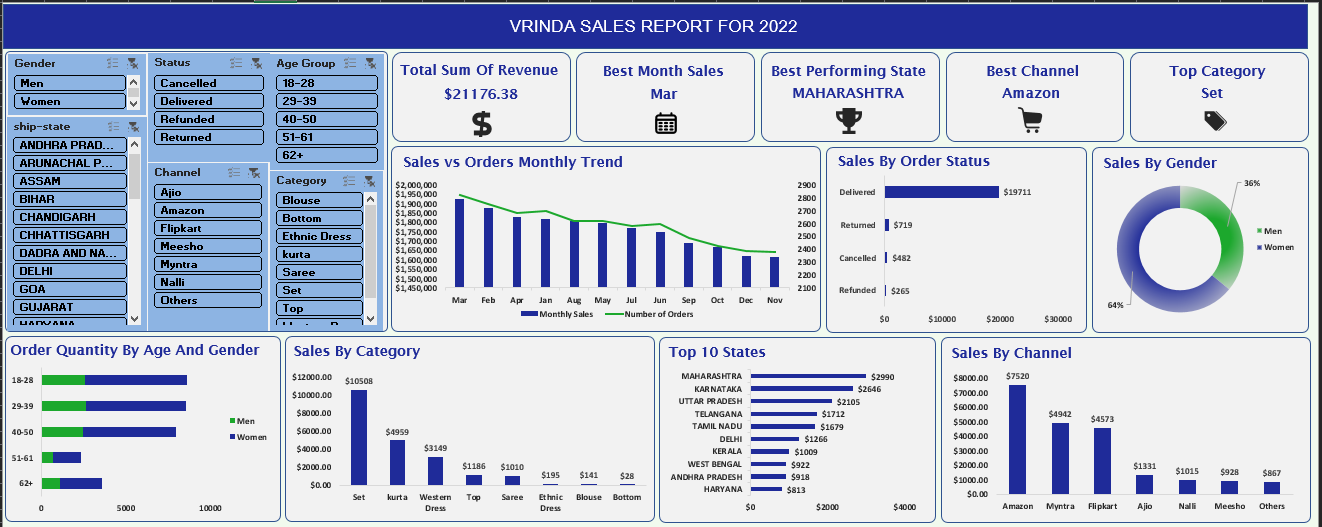 VRINDA SALES REPORT FOR 2022
Gender
Men
Women
ship-state
ANDHRA PRAD...
ARUNACHAL P...
ASSAM
BIHAR
CHANDIGARH
CHHATTISGARH
DADRA AND NA...
DELHI
GOA
GUJARAT
HARYANA
Status
Cancelled
Delivered
Refunded
Returned
Channel
Ajio
Amazon
Flipkart
Meesho
Myntra
Nalli
Others
Age Group
18-28
29-39
40-50
51-61
62+
Category
Blouse
Bottom
Ethnic Dress
kurta
Saree
Set
Top
Total Sum Of Revenue
$21176.38
Best Month Sales
Mar
Best Performing State
MAHARASHTRA
Best Channel
Amazon
Top Category
Set
Sales vs Orders Monthly Trend
$2,000,000
$1,950,000
$1,900,000
$1,850,000
$1,800,000
$1,750,000
$1,700,000
$1,650,000
$1,600,000
$1,550,000
$1,500,000
$1,450,000
2900
2800
2700
2600
2500
2400
2300
2200
2100
Mar Feb Apr Jan Aug May Jul Jun Sep Oct Dec Nov
Monthly Sales Number of Orders
Sales By Order Status
Delivered $19711
Returned $719
Cancelled $482
Refunded $265
$0 $10000 $20000 $30000
Sales By Gender
36%
Men
Women
64%
Order Quantity By Age And Gender
18-28
29-39
40-50
51-61
62+
0 5000 10000
Men
Women
Sales By Category
$12000.00
$10000.00
$8000.00
$6000.00
$4000.00
$2000.00
$0.00
$10508 $4959 $3149 $1186 $1010 $195 $141 $28
Set kurta Western Dress Top Saree Ethnic Dress Blouse Bottom
Top 10 States
MAHARASHTRA $2990
KARNATAKA $2646
UTTAR PRADESH $2105
TELANGANA $1712
TAMIL NADU $1679
DELHI $1266
KERALA $1009
WEST BENGAL $922
ANDHRA PRADESH $918
HARYANA $813
$0 $2000 $4000
Sales By Channel
$8000.00
$7000.00
$6000.00
$5000.00
$4000.00
$3000.00
$2000.00
$1000.00
$0.00
$7520 $4942 $4573 $1331 $1015 $928 $867
Amazon Myntra Flipkart Ajio Nalli Meesho Others